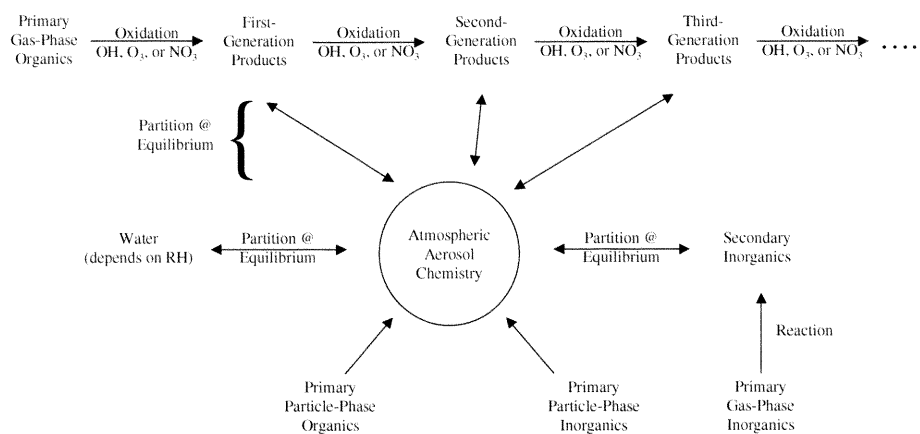 Primary
Gas-Phase
Organics
Oxidation
OH, O3, or NO3
First-
Generation
Products
Oxidation
OH, O3, or NO3
Second-
Generation
Products
Oxidation
OH, O3, or NO3
Third-
Generation
Products
Oxidation
OH, O3, or NO3
....
Partition @
Equilibrium
Water
(depends on RH)
Partition @
Equilibrium
Atmospheric
Aerosol
Chemistry
Partition @
Equilibrium
Secondary
Inorganics
Reaction
Primary
Particle-Phase
Organics
Primary
Particle-Phase
Inorganics
Primary
Gas-Phase
Inorganics